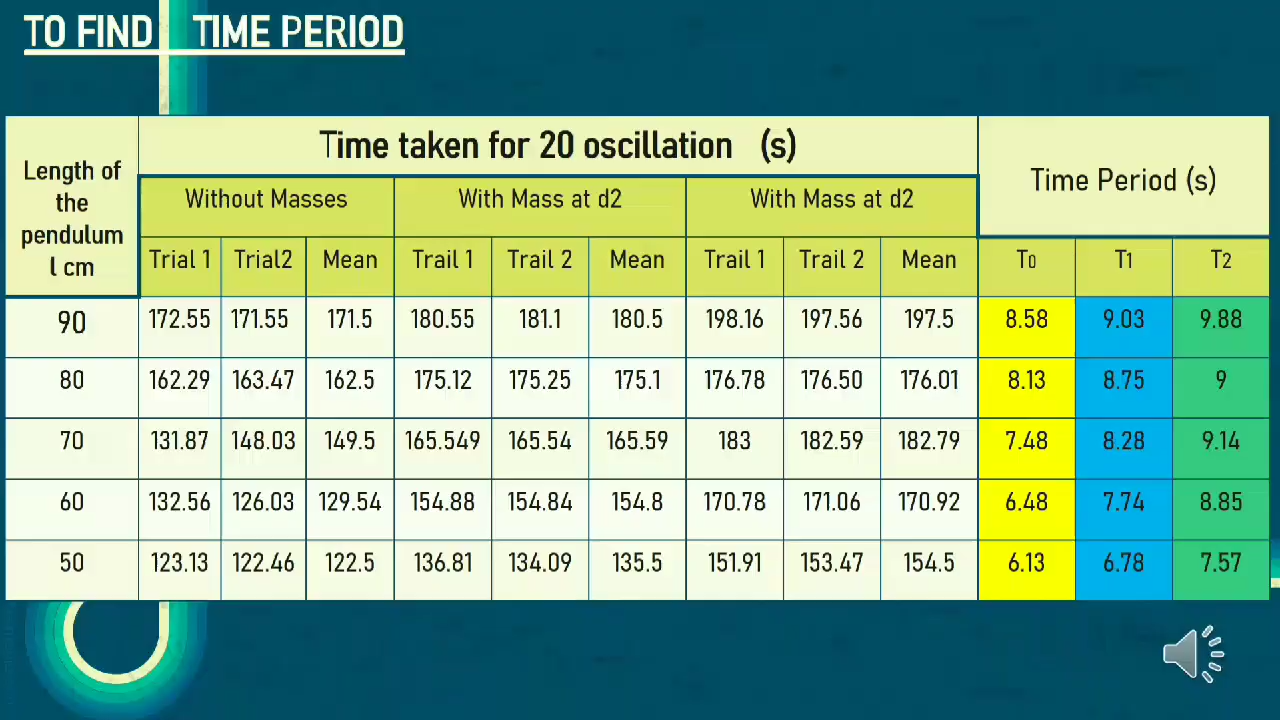 TO FIND TIME PERIOD
Length of
the
pendulum
l cm
Time taken for 20 oscillation (s)
Time Period (s)
Without Masses With Mass at d2 With Mass at d2
Trial 1 Trial2 Mean Trail 1 Trail 2 Mean Trail 1 Trail 2 Mean T0 T1 T2
90 172.55 171.55 171.5 180.55 181.1 180.5 198.16 197.56 197.5 8.58 9.03 9.88
80 162.29 163.47 162.5 175.12 175.25 175.1 176.78 176.50 176.01 8.13 8.75 9
70 131.87 148.03 149.5 165.549 165.54 165.59 183 182.59 182.79 7.48 8.28 9.14
60 132.56 126.03 129.54 154.88 154.84 154.8 170.78 171.06 170.92 6.48 7.74 8.85
50 123.13 122.46 122.5 136.81 134.09 135.5 151.91 153.47 154.5 6.13 6.78 7.57